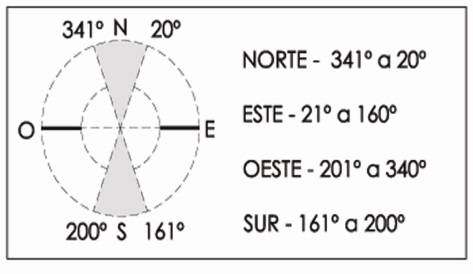 341º N 20º
O E
200º S 161º
NORTE - 341º a 20º
ESTE - 21º a 160º
OESTE - 201º a 340º
SUR - 161º a 200º